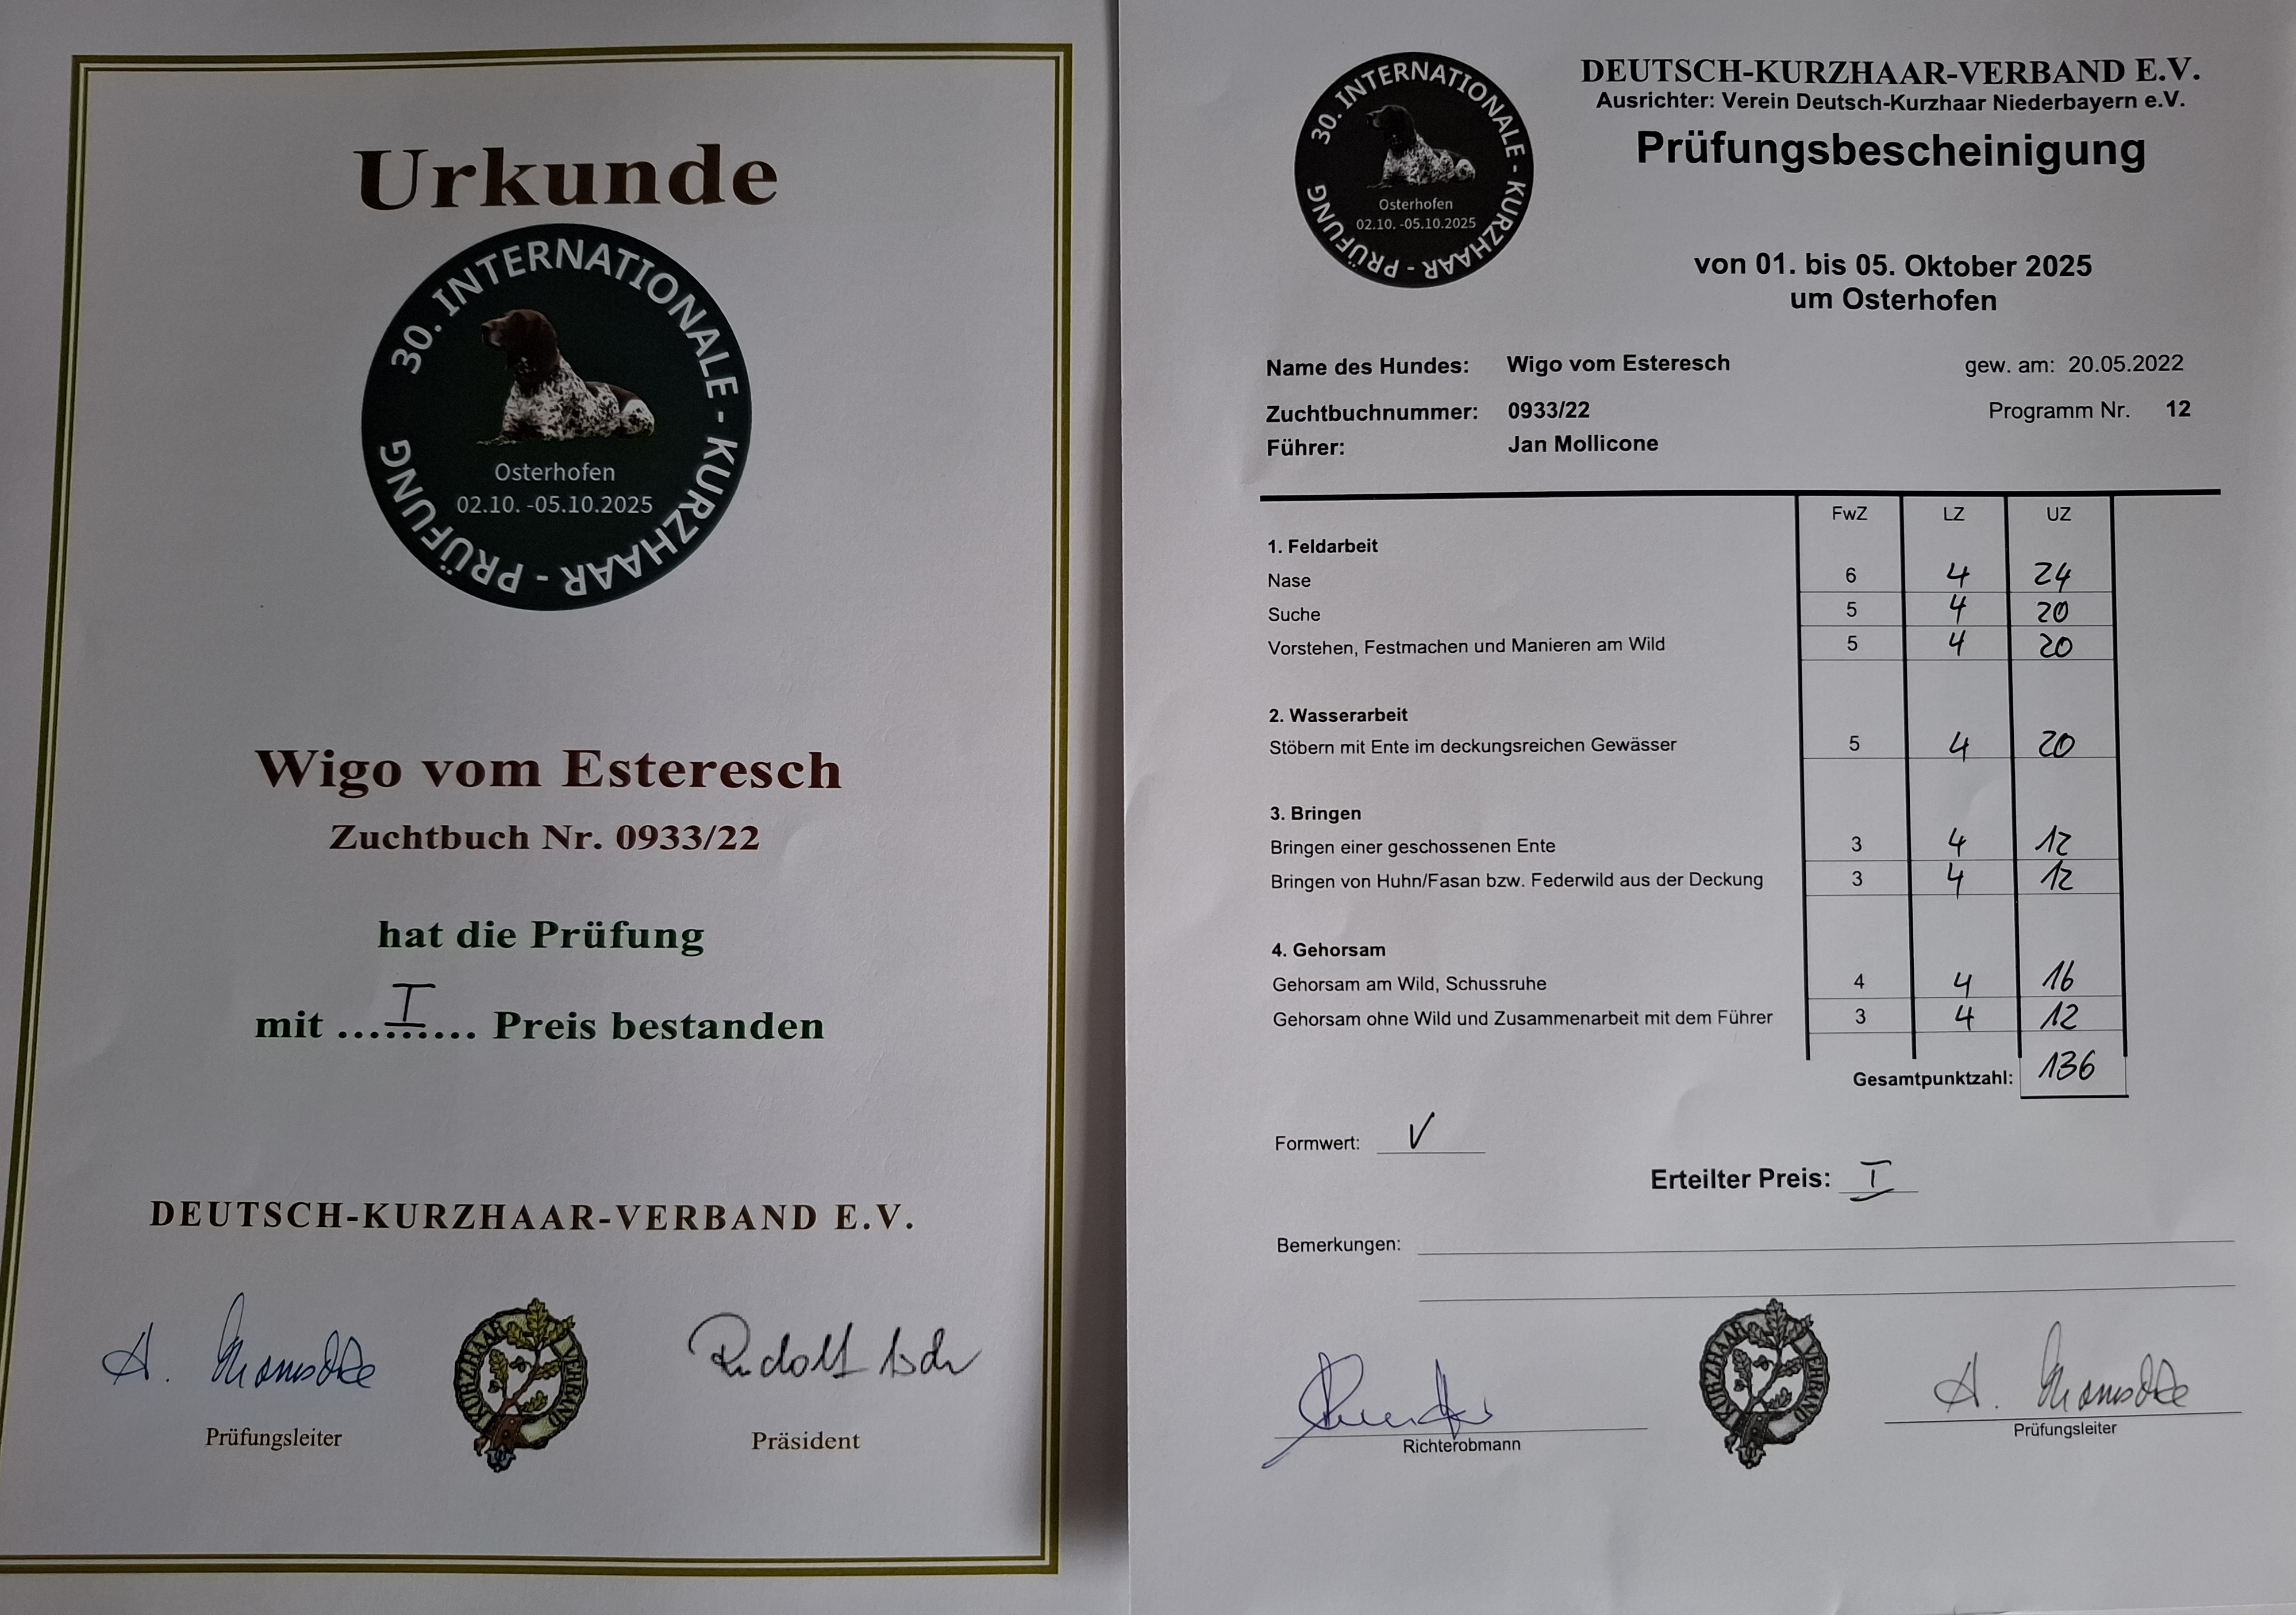 Urkunde
30. INTERNATIONALE - KURZHAAR - PRÜFUNG
Osterhofen
02.10. -05.10.2025
Wigo vom Esteresch
Zuchtbuch Nr. 0933/22
hat die Prüfung
mit ....I..... Preis bestanden
DEUTSCH-KURZHAAR-VERBAND E.V.
A.
Rudolf
KURZHAAR VERBAND
Prüfungsleiter
Präsident
30. INTERNATIONALE - KURZHAAR - PRÜFUNG
Osterhofen
02.10. -05.10.2025
DEUTSCH-KURZHAAR-VERBAND E.V.
Ausrichter: Verein Deutsch-Kurzhaar Niederbayern e.V.
Prüfungsbescheinigung
von 01. bis 05. Oktober 2025
um Osterhofen
Name des Hundes: Wigo vom Esteresch gew. am: 20.05.2022
Zuchtbuchnummer: 0933/22 Programm Nr. 12
Führer: Jan Mollicone
FwZ LZ UZ
1. Feldarbeit
Nase 6 4 24
Suche 5 4 20
Vorstehen, Festmachen und Manieren am Wild 5 4 20
2. Wasserarbeit
Stöbern mit Ente im deckungsreichen Gewässer 5 4 20
3. Bringen
Bringen einer geschossenen Ente 3 4 12
Bringen von Huhn/Fasan bzw. Federwild aus der Deckung 3 4 12
4. Gehorsam
Gehorsam am Wild, Schussruhe 4 4 16
Gehorsam ohne Wild und Zusammenarbeit mit dem Führer 3 4 12
Gesamtpunktzahl: 136
Formwert: V
Erteilter Preis: I
Bemerkungen:
KURZHAAR VERBAND
A.
Richterobmann
Prüfungsleiter